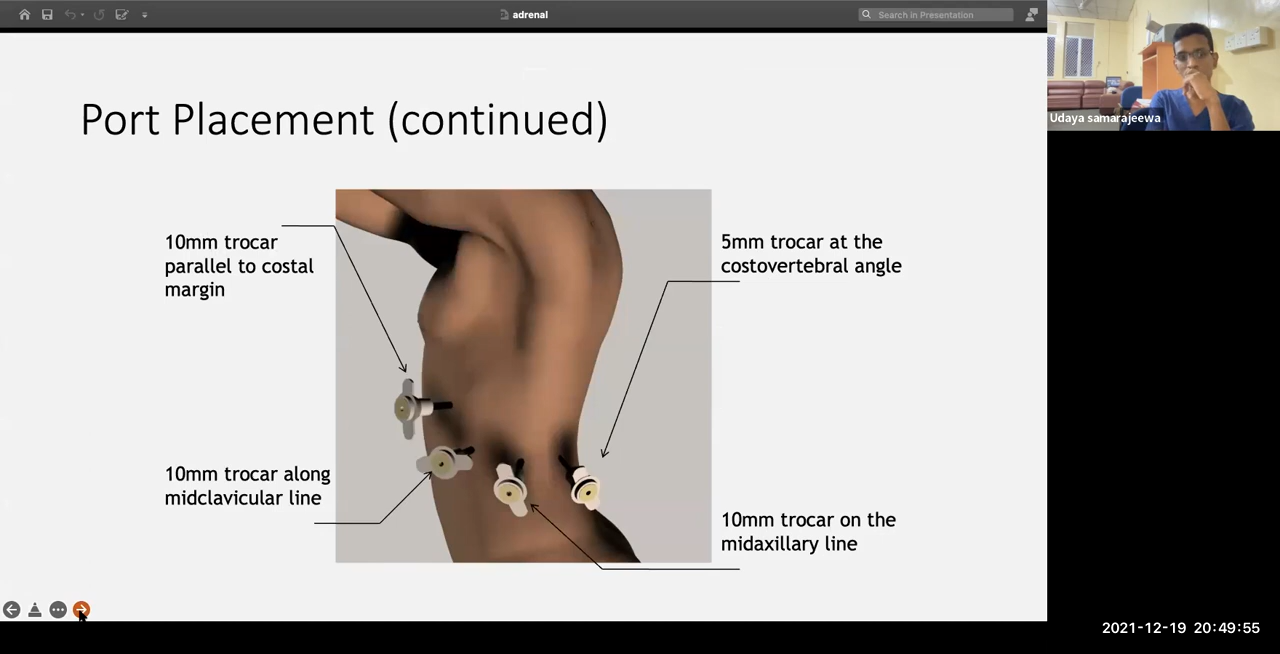 adrenal
Search in Presentation
Udaya samarajeewa
Port Placement (continued)
10mm trocar
parallel to costal
margin
5mm trocar at the
costovertebral angle
10mm trocar along
midclavicular line
10mm trocar on the
midaxillary line
2021-12-19 20:49:55